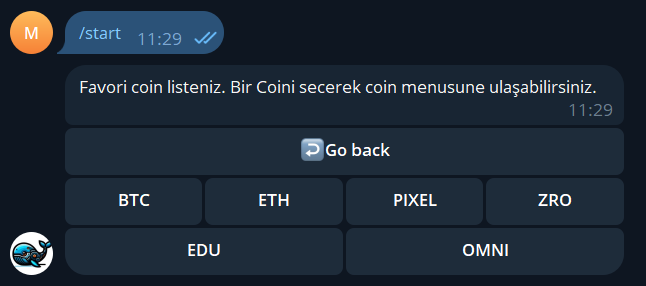 M
/start 11:29
Favori coin listeniz. Bir Coini secerek coin menusune ulaşabilirsiniz.
11:29
Go back
BTC ETH PIXEL ZRO
EDU OMNI